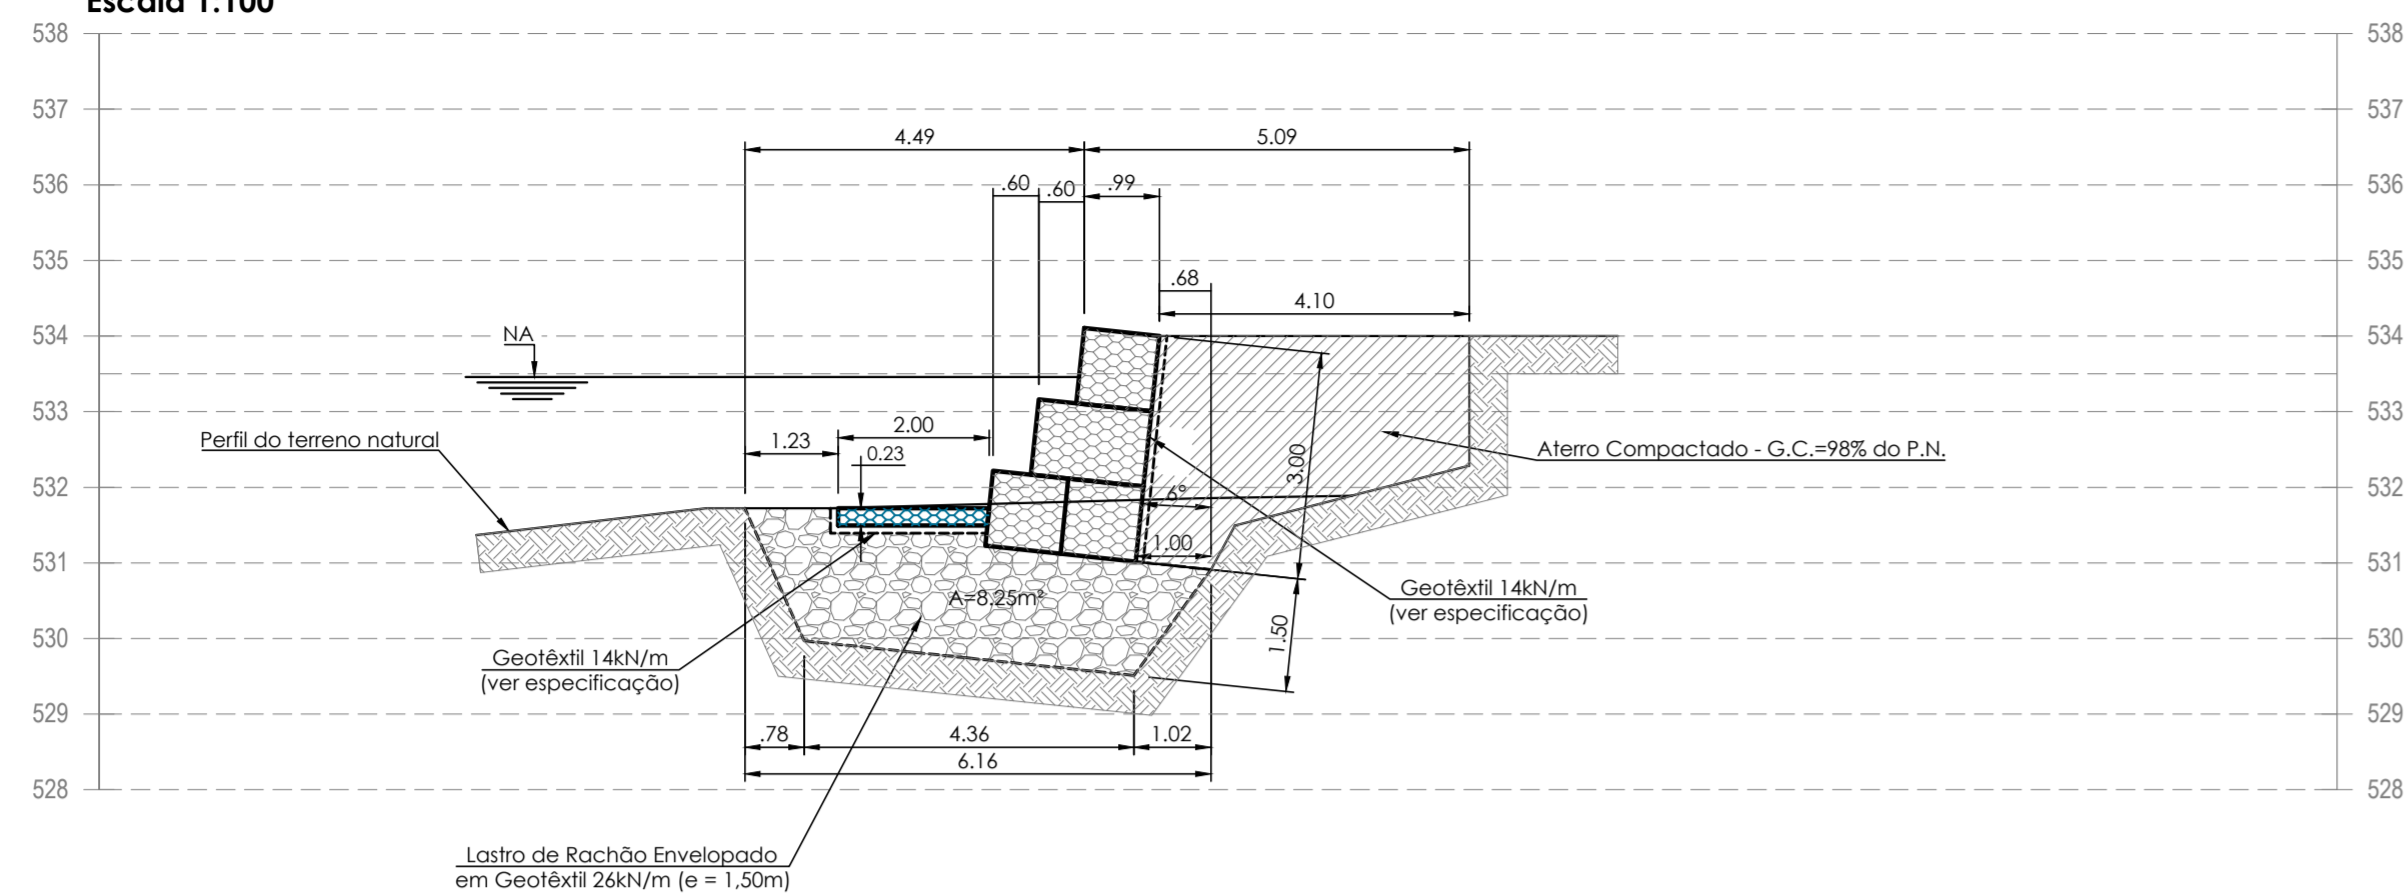 Escala 1:100
538 538
537 537
4.49 5.09
536 536
.60 .60 .99
535 535
.68
4.10
NA
534 534
533 533
Perfil do terreno natural
1.23 2.00
0.23
Aterro Compactado - G.C.=98% do P.N.
3.00
532 532
6°
1.00
531 531
Geotêxtil 14kN/m
(ver especificação)
A=8.25m²
1.50
530 530
Geotêxtil 14kN/m
(ver especificação)
529 529
.78 4.36 1.02
6.16
528 528
Lastro de Rachão Envelopado
em Geotêxtil 26kN/m (e = 1,50m)